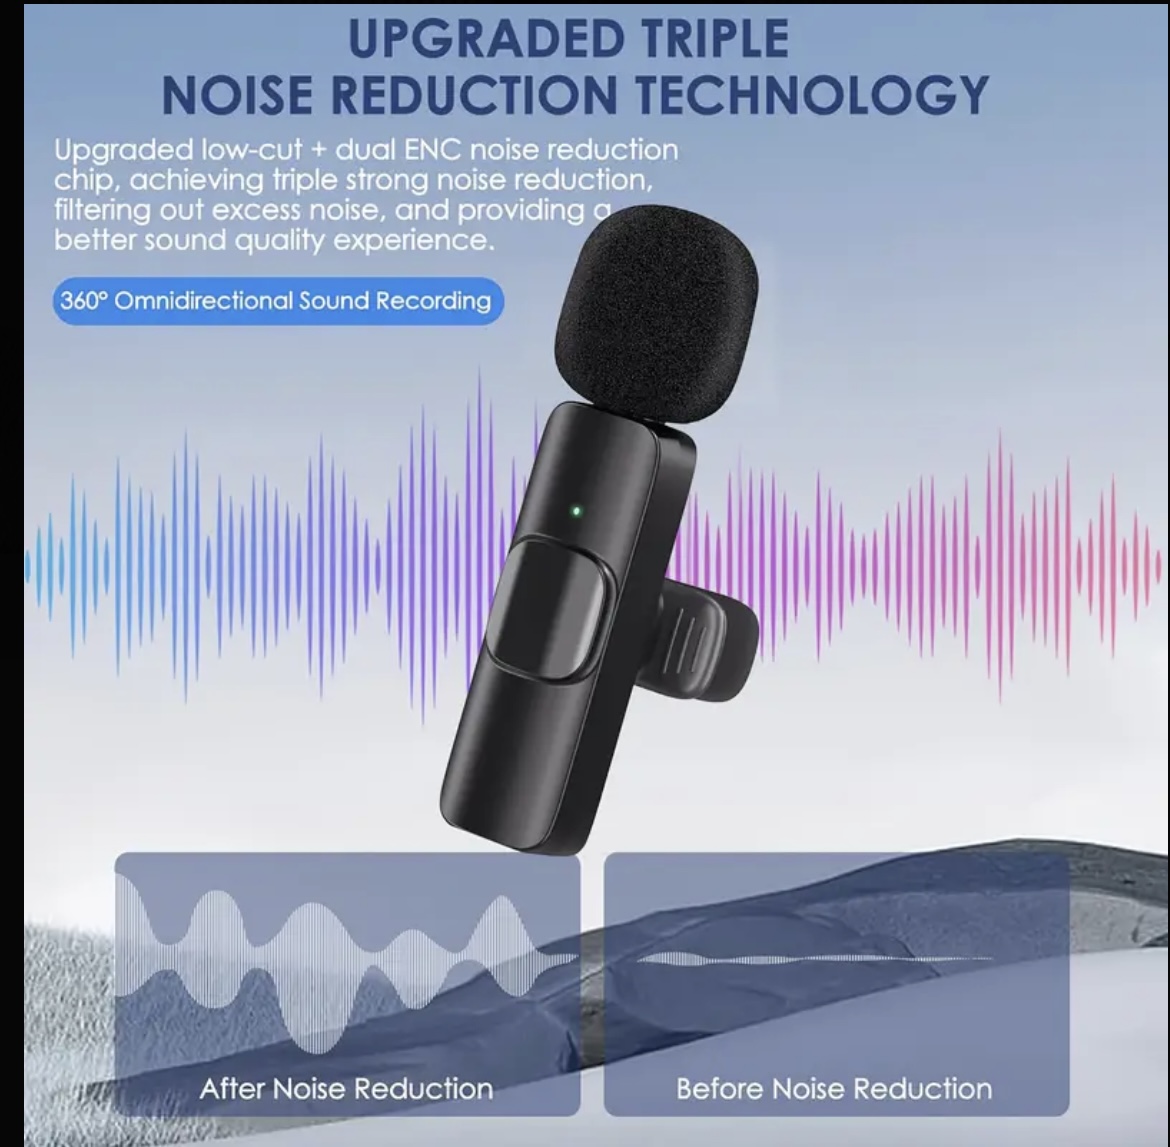 UPGRADED TRIPLE
NOISE REDUCTION TECHNOLOGY
Upgraded low-cut + dual ENC noise reduction
chip, achieving triple strong noise reduction,
filtering out excess noise, and providing a
better sound quality experience.
360° Omnidirectional Sound Recording
After Noise Reduction
Before Noise Reduction